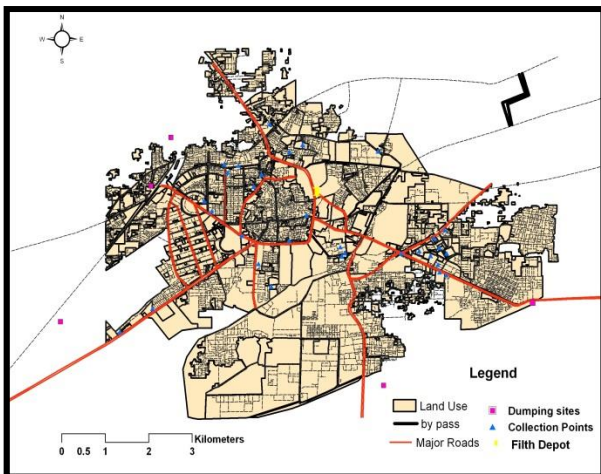 N
W E
S
Legend
Land Use
by pass
Major Roads
Dumping sites
Collection Points
Filth Depot
Kilometers
0 0.5 1 2 3